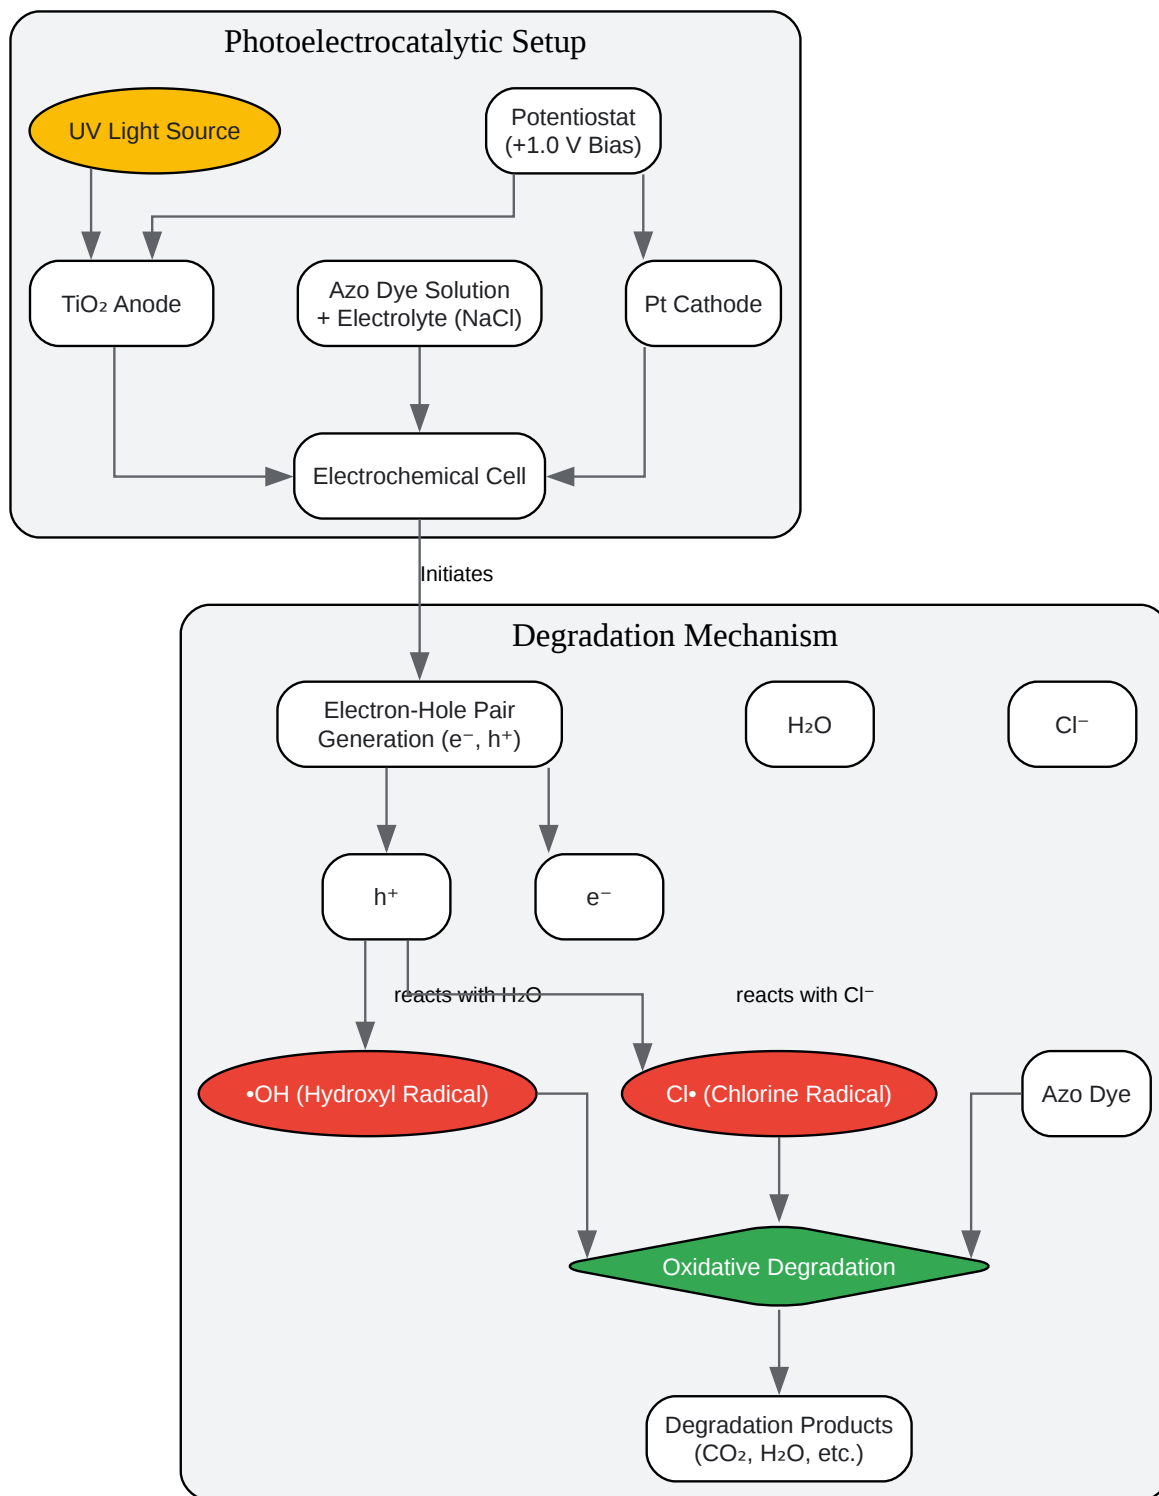 Photoelectrocatalytic Setup
UV Light Source
Potentiostat
(+1.0 V Bias)
TiO₂ Anode
Azo Dye Solution
+ Electrolyte (NaCl)
Pt Cathode
Electrochemical Cell
Initiates
Degradation Mechanism
Electron-Hole Pair
Generation (e⁻, h⁺)
H₂O
Cl⁻
h⁺
e⁻
reacts with H₂O
reacts with Cl⁻
•OH (Hydroxyl Radical)
Cl• (Chlorine Radical)
Azo Dye
Oxidative Degradation
Degradation Products
(CO₂, H₂O, etc.)